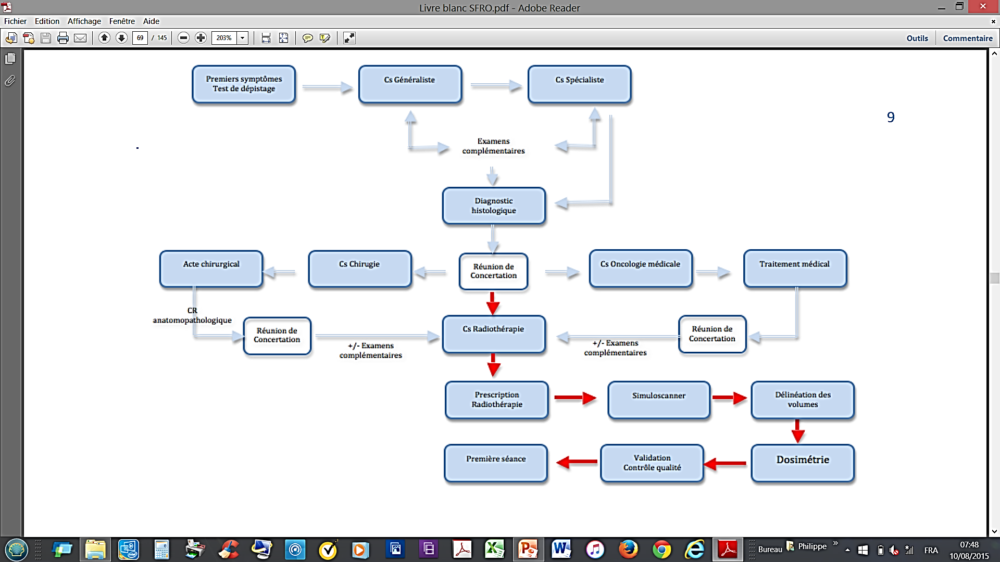 Livre blanc SFRO.pdf - Adobe Reader
Fichier Edition Affichage Fenêtre Aide
69 / 145
203%
Outils
Commentaire
Premiers symptômes
Test de dépistage
Cs Généraliste
Cs Spécialiste
9
Examens
complémentaires
Diagnostic
histologique
Acte chirurgical
Cs Chirugie
Réunion de
Concertation
Cs Oncologie médicale
Traitement médical
CR
anatomopathologique
Réunion de
Concertation
+/- Examens
complémentaires
Cs Radiothérapie
+/- Examens
complémentaires
Réunion de
Concertation
Prescription
Radiothérapie
Simuloscanner
Délinéation des
volumes
Première séance
Validation
Contrôle qualité
Dosimétrie
Bureau
Philippe
FRA
07:48
10/08/2015